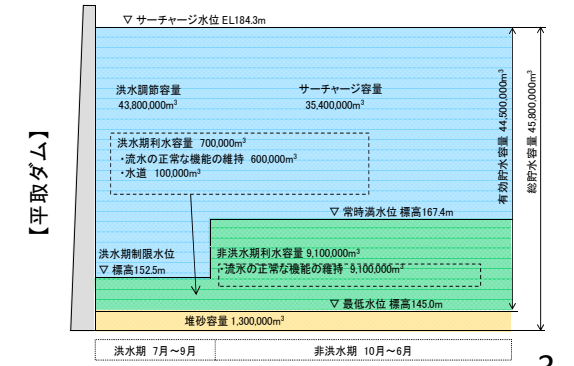 ▽ サーチャージ水位 EL184.3m
洪水調節容量
43,800,000m³
サーチャージ容量
35,400,000m³
洪水期利水容量 700,000m³
・流水の正常な機能の維持 600,000m³
・水道 100,000m³
有効貯水容量 44,500,000m³
総貯水容量 45,800,000m³
【平取ダム】
▽ 常時満水位 標高167.4m
洪水期制限水位
▽ 標高152.5m
非洪水期利水容量 9,100,000m³
・流水の正常な機能の維持 9,100,000m³
▽ 最低水位 標高145.0m
堆砂容量 1,300,000m³
洪水期 7月～9月
非洪水期 10月～6月